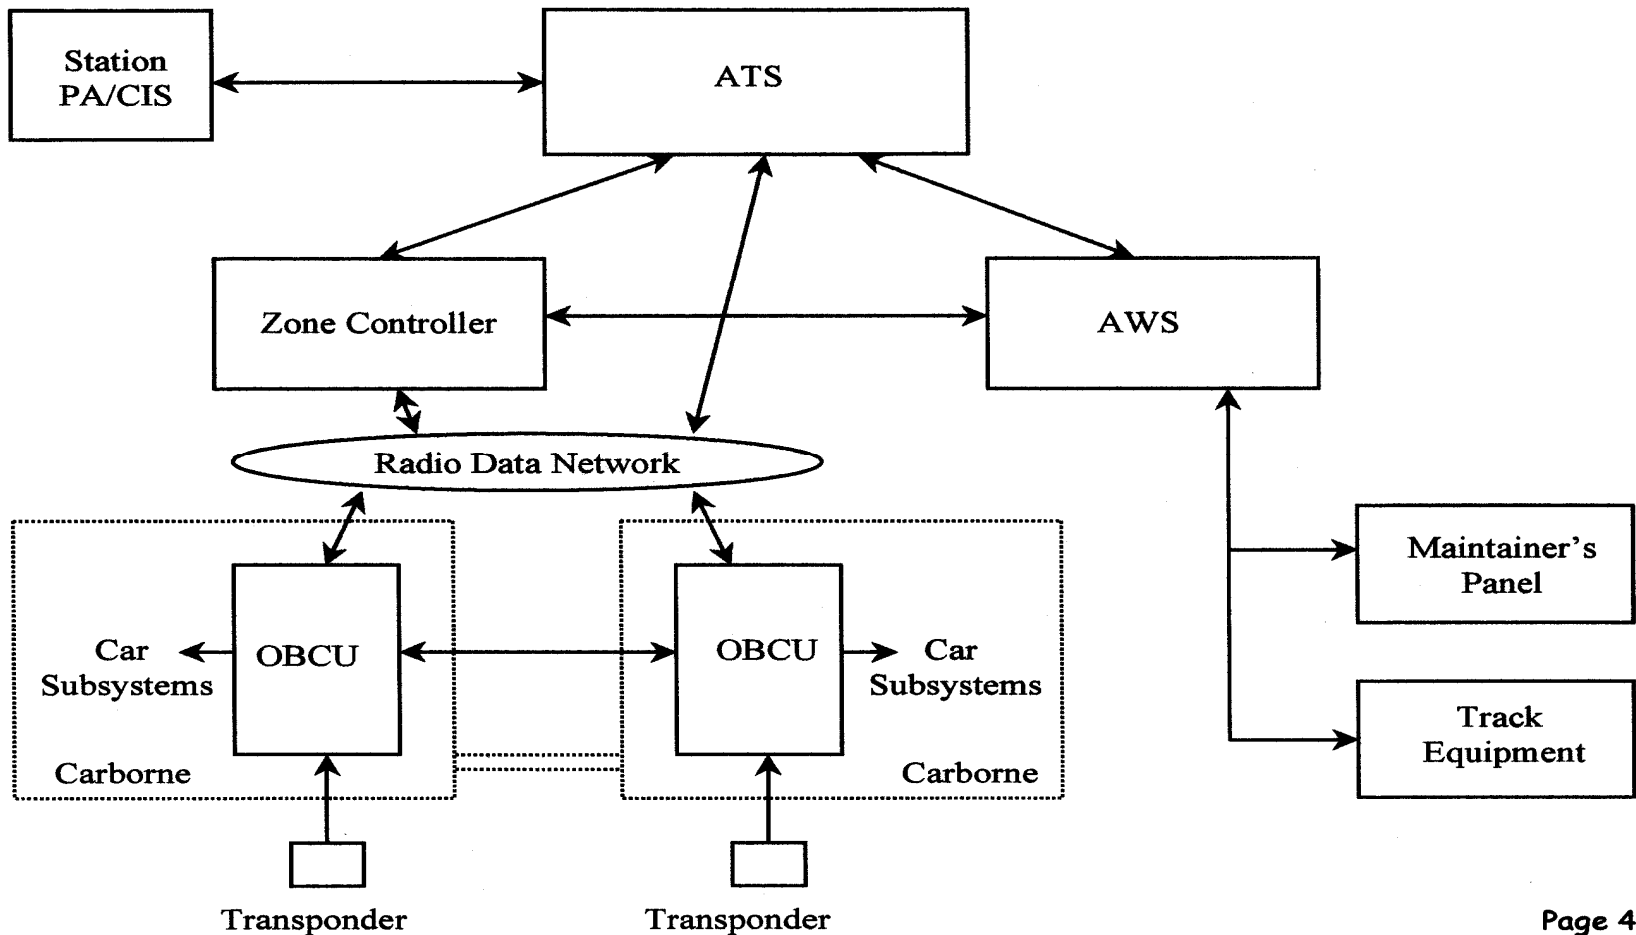 Station
PA/CIS
ATS
Zone Controller
AWS
Radio Data Network
Maintainer's
Panel
Car
Subsystems
OBCU
OBCU
Car
Subsystems
Track
Equipment
Carborne
Carborne
Transponder
Transponder
Page 4